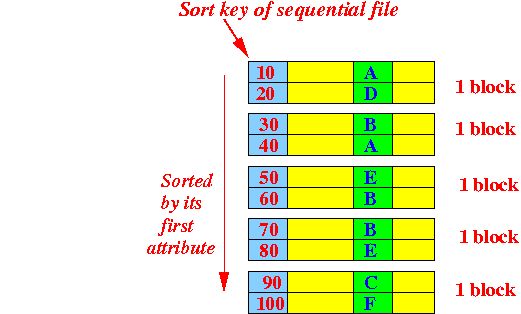 Sort key of sequential file
10 A
20 D
1 block
30 B
40 A
1 block
50 E
60 B
1 block
70 B
80 E
1 block
90 C
100 F
1 block
Sorted
by its
first
attribute